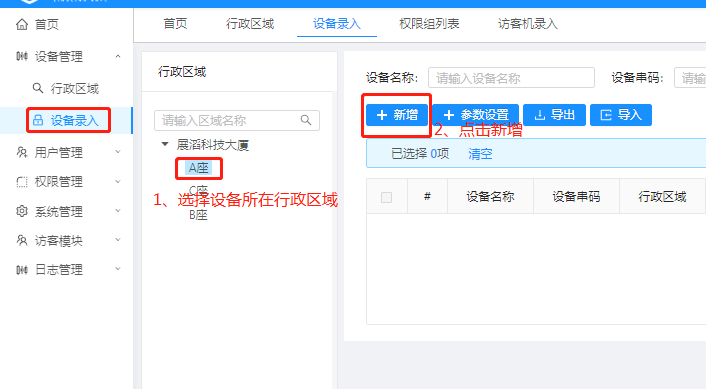 首页
设备管理
行政区域
设备录入
用户管理
权限管理
系统管理
访客模块
日志管理
首页 行政区域 设备录入 权限组列表 访客机录入
行政区域
请输入区域名称
展滔科技大厦
A座
C座
B座
1、选择设备所在行政区域
设备名称: 请输入设备名称 设备串码: 请输
新增 参数设置 导出 导入
2、点击新增
已选择 0项 清空
# 设备名称 设备串码 行政区域